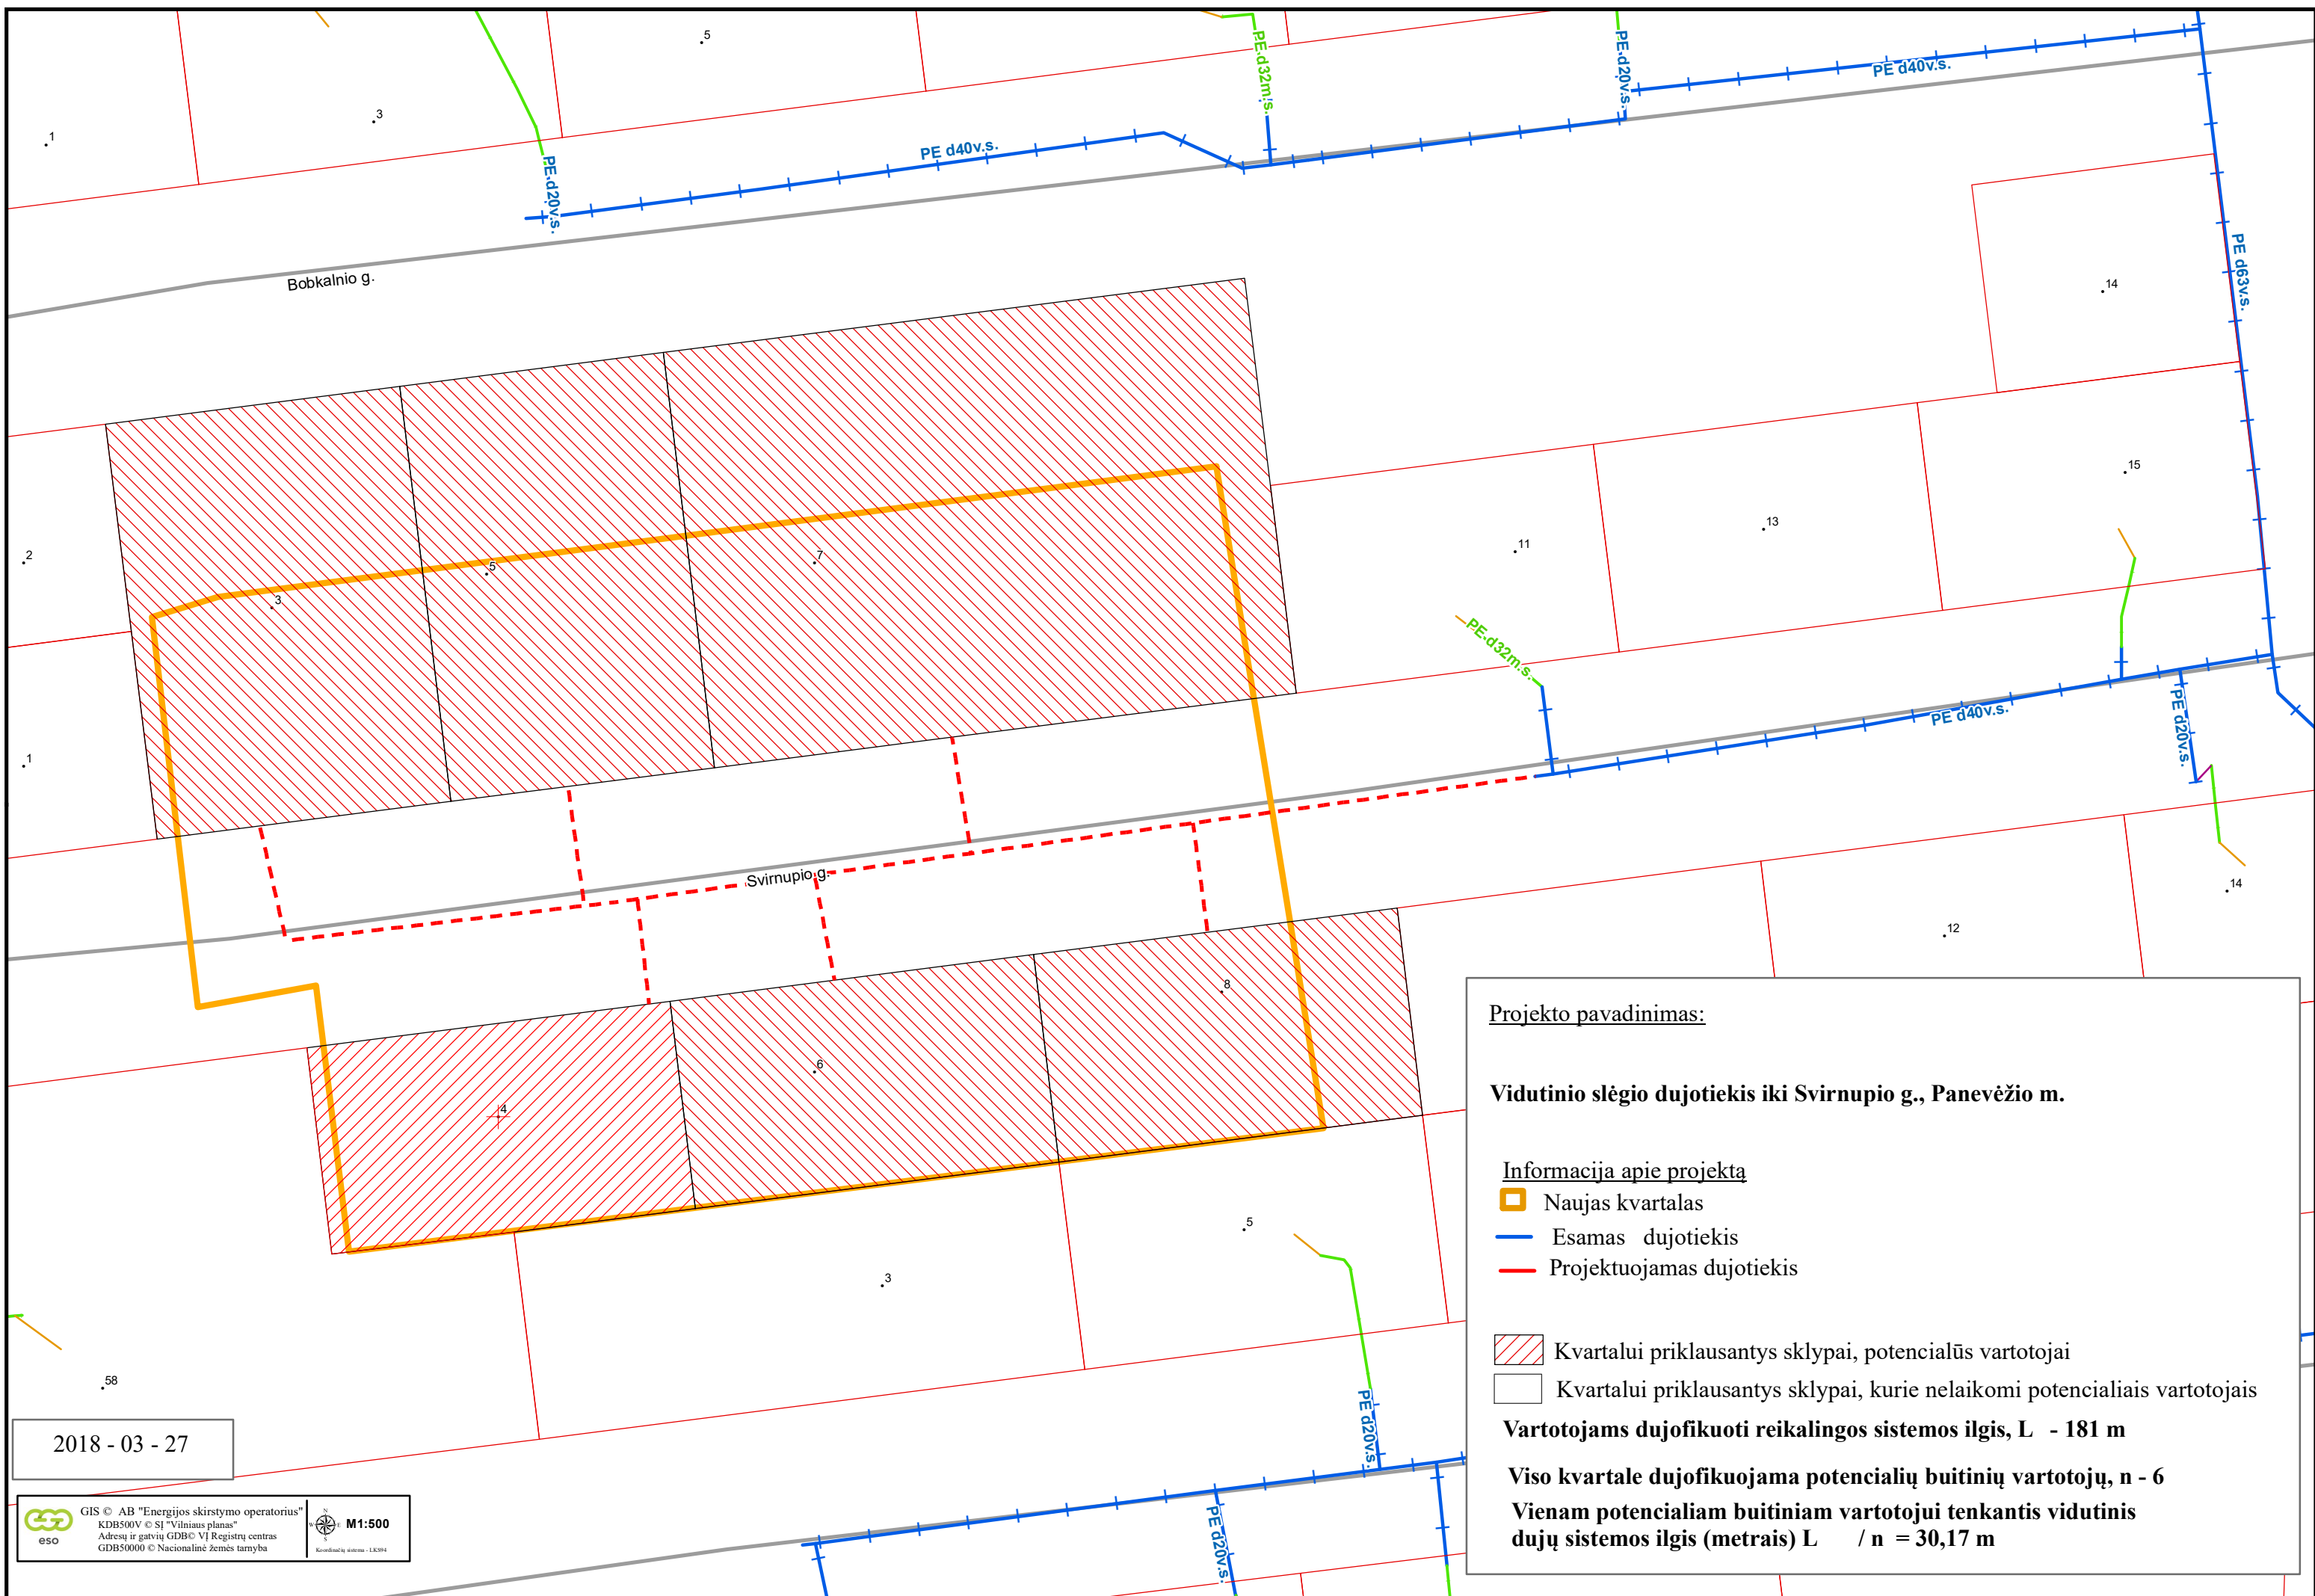 5
3
1
PE d32m.s.
PE d20v.s.
PE d40v.s.
PE d40v.s.
PE d20v.s.
PE d63v.s.
14
Bobkalnio g.
15
13
11
2
7
5
3
PE d32m.s.
1
PE d40v.s.
PE d20v.s.
Svirnupio g.
14
12
8
6
4
5
3
58
PE d20v.s.
PE d20v.s.
Projekto pavadinimas:
Vidutinio slėgio dujotiekis iki Svirnupio g., Panevėžio m.
Informacija apie projektą
Naujas kvartalas
Esamas dujotiekis
Projektuojamas dujotiekis
Kvartalui priklausantys sklypai, potencialūs vartotojai
Kvartalui priklausantys sklypai, kurie nelaikomi potencialiais vartotojais
Vartotojams dujofikuoti reikalingos sistemos ilgis, L - 181 m
Viso kvartale dujofikuojama potencialių buitinių vartotojų, n - 6
Vienam potencialiam buitiniam vartotojui tenkantis vidutinis
dujų sistemos ilgis (metrais) L / n = 30,17 m
2018 - 03 - 27
eso
GIS © AB "Energijos skirstymo operatorius"
KDB500V © SĮ "Vilniaus planas"
Adresų ir gatvių GDB© VĮ Registrų centras
GDB50000 © Nacionalinė žemės tarnyba
N
W
E
S
M1:500
Koordinačių sistema - LKS94